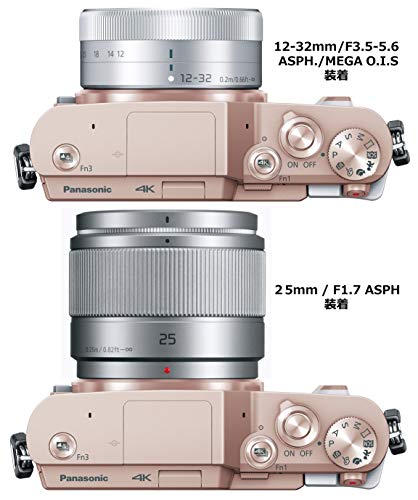 18 14 12
12-32
0.2m/0.66ft-∞
12-32mm/F3.5-5.6
ASPH./MEGA O.I.S
装着
Fn3
ON OFF
Fn1
M
S
A
P
Panasonic
4K
25
0.25m / 0.82ft-∞
25mm / F1.7 ASPH
装着
Fn3
ON OFF
Fn1
M
S
A
P
Panasonic
4K